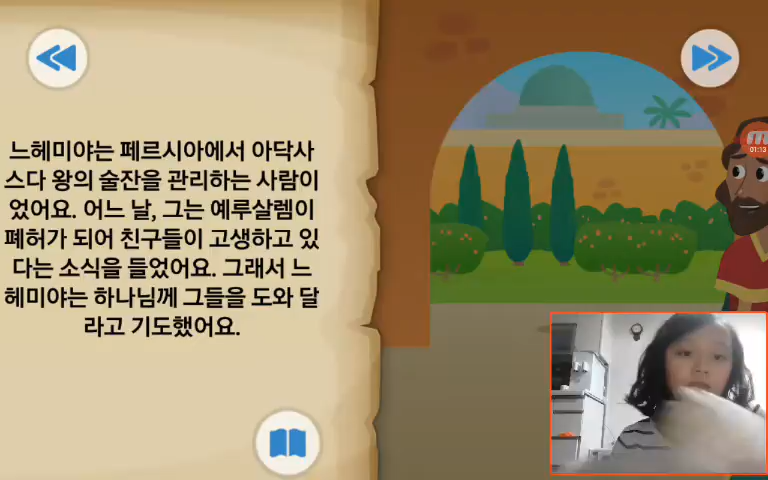 느헤미야는 페르시아에서 아닥사
스다 왕의 술잔을 관리하는 사람이
었어요. 어느 날, 그는 예루살렘이
폐허가 되어 친구들이 고생하고 있
다는 소식을 들었어요. 그래서 느
헤미야는 하나님께 그들을 도와 달
라고 기도했어요.
01:13